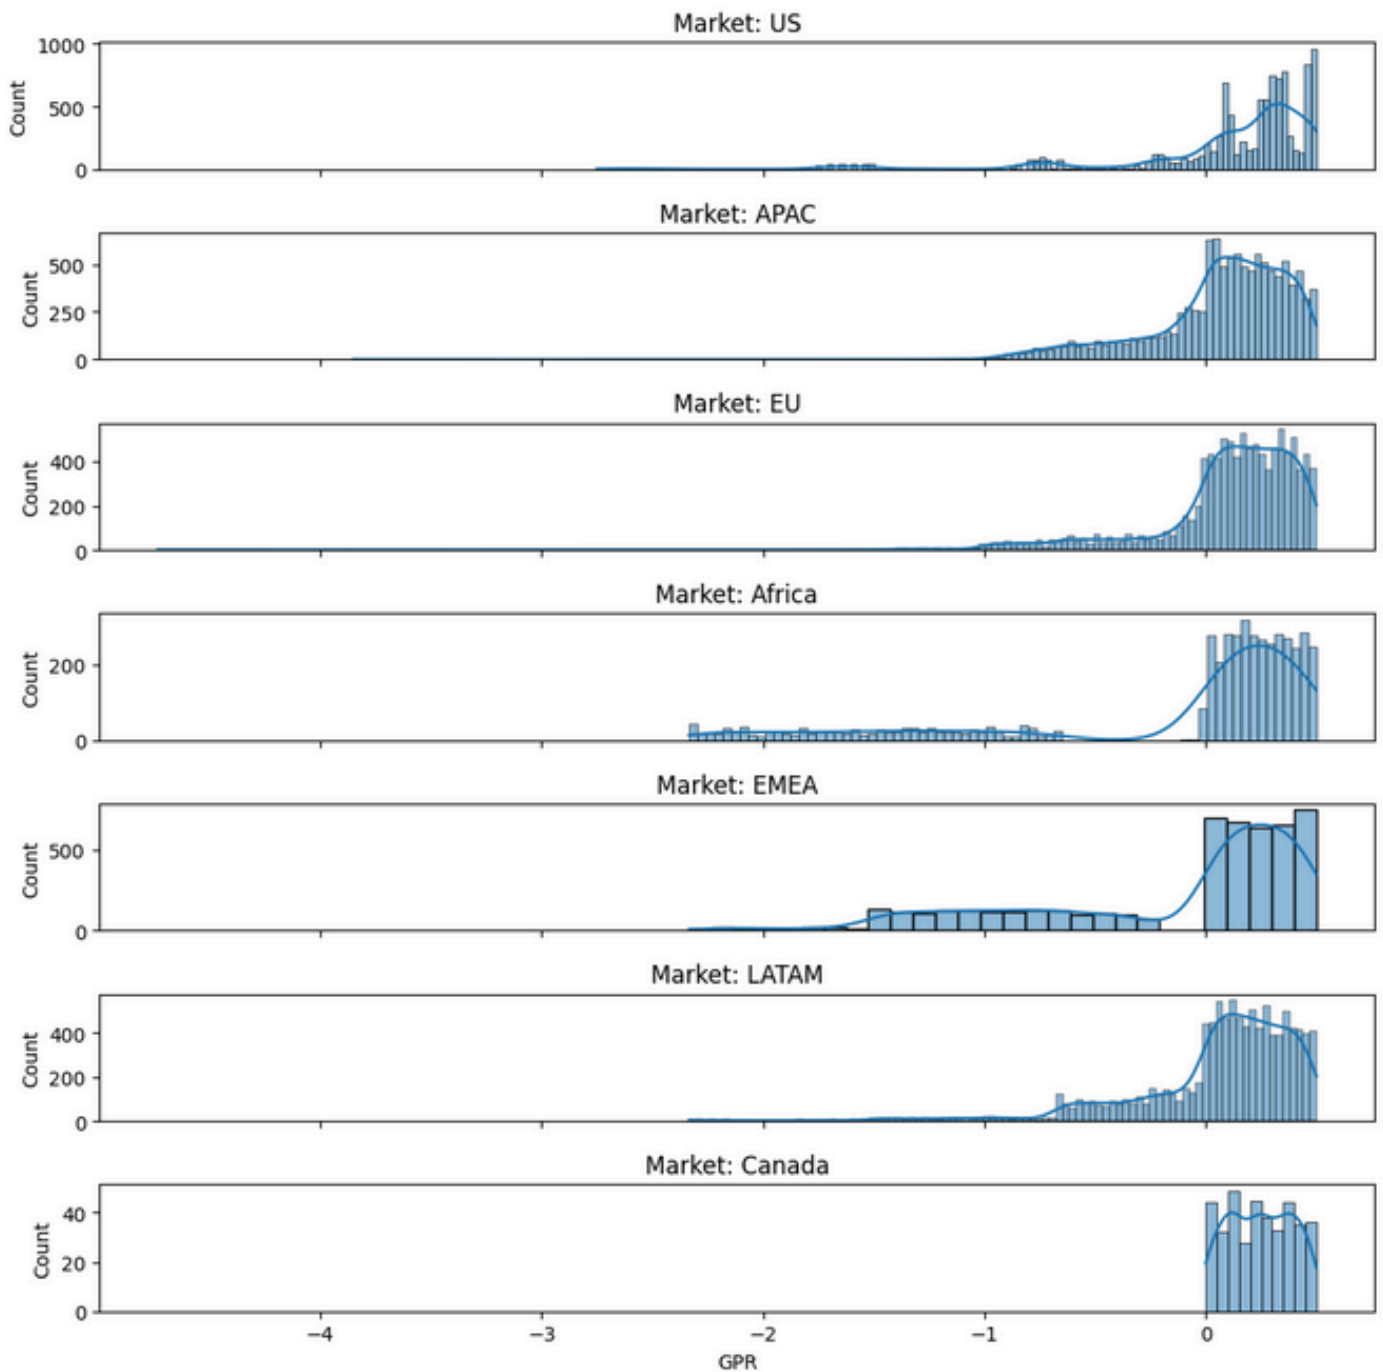 Market: US
Count
1000
500
0
Market: APAC
Count
500
250
0
Market: EU
Count
400
200
0
Market: Africa
Count
200
0
Market: EMEA
Count
500
0
Market: LATAM
Count
400
200
0
Market: Canada
Count
40
20
0
−4 −3 −2 −1 0
GPR